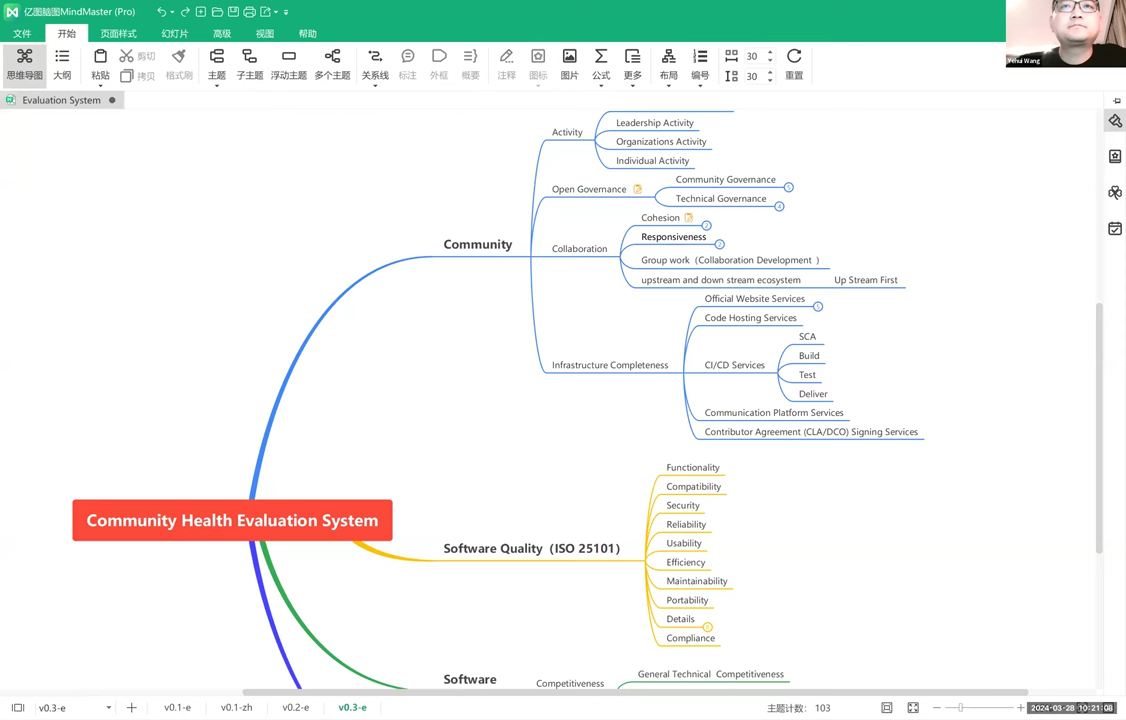 亿图脑图MindMaster (Pro)
文件 开始 页面样式 幻灯片 高级 视图 帮助
思维导图 大纲 粘贴 剪切 拷贝 格式刷 主题 子主题 浮动主题 多个主题 关系线 标注 外框 概要 注释 图标 图片 公式 更多 布局 编号 30 30 重置
Yehui Wang
Evaluation System
Activity
Leadership Activity
Organizations Activity
Individual Activity
Open Governance
Community Governance 5
Technical Governance 4
Community
Collaboration
Cohesion 2
Responsiveness 2
Group work（Collaboration Development ）
upstream and down stream ecosystem Up Stream First
Infrastructure Completeness
Official Website Services 5
Code Hosting Services
CI/CD Services
SCA
Build
Test
Deliver
Communication Platform Services
Contributor Agreement (CLA/DCO) Signing Services
Community Health Evaluation System
Software Quality（ISO 25101）
Functionality
Compatibility
Security
Reliability
Usability
Efficiency
Maintainability
Portability
Details
Compliance
Software
Competitiveness
General Technical Competitiveness
v0.3-e v0.1-e v0.1-zh v0.2-e v0.3-e
主题计数： 103
2024-03-28 10:21:08